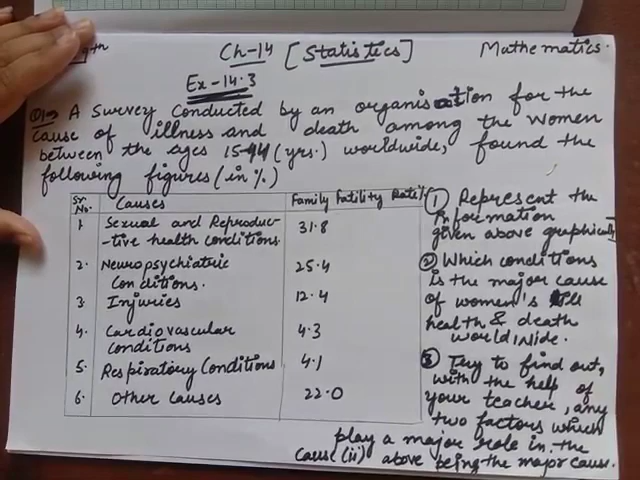 9th Ch-14 [Statistics] Mathematics.
Ex-14.3
Q1⇒ A Survey Conducted by an organisation for the
cause of illness and death among the women
between the ages 15-44 (yrs.) worldwide, found the
following figures (in %)
Sr. No. Causes Family Fatility Rate%
1 Sexual and Reproduc-
-tive health conditions. 31.8
2. Neuropsychiatric
Conditions. 25.4
3. Injuries 12.4
4. Cardiovascular
conditions 4.3
5. Respiratory Conditions 4.1
6. Other causes 22.0
① Represent the
information
given above graphically
② Which conditions
is the major cause
of women's ill
health & death
worldwide.
③ Try to find out,
with the help of
your teacher, any
two factors which
play a major role in the
cause (ii) above being the major cause.